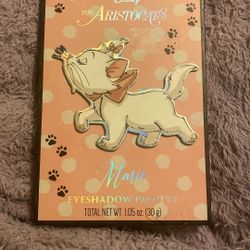 Disney
THE ARISTOCATS
Marie
EYESHADOW PALETTE
TOTAL NET WT. 1.05 OZ. (30 g)